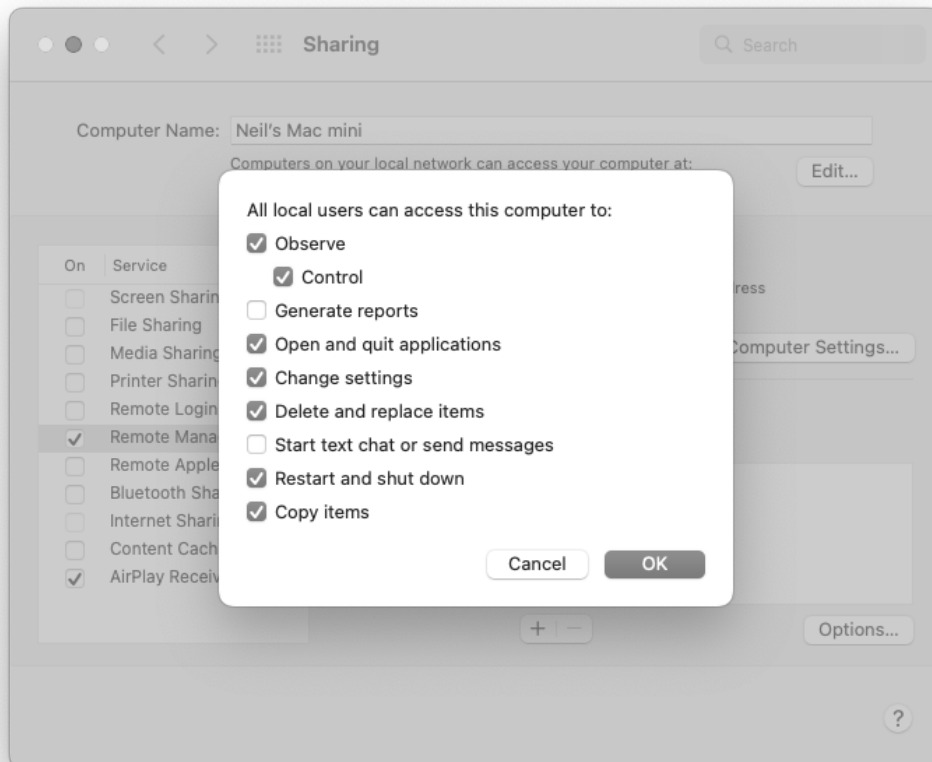 Sharing
Search
Computer Name:
Neil's Mac mini
Computers on your local network can access your computer at:
Edit...
All local users can access this computer to:
Observe
Control
Generate reports
Open and quit applications
Change settings
Delete and replace items
Start text chat or send messages
Restart and shut down
Copy items
Cancel
OK
On
Service
Screen Sharin
File Sharing
Media Sharing
Printer Sharin
Remote Login
Remote Mana
Remote Apple
Bluetooth Sha
Internet Shari
Content Cach
AirPlay Receiv
ress
Computer Settings...
+ −
Options...
?